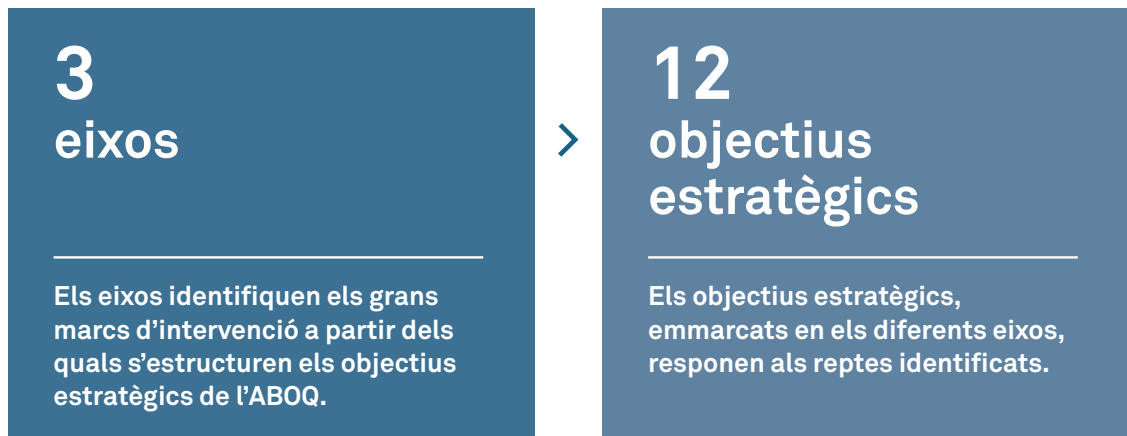 3
eixos
Els eixos identifiquen els grans
marcs d’intervenció a partir dels
quals s’estructuren els objectius
estratègics de l’ABOQ.
12
objectius
estratègics
Els objectius estratègics,
emmarcats en els diferents eixos,
responen als reptes identificats.